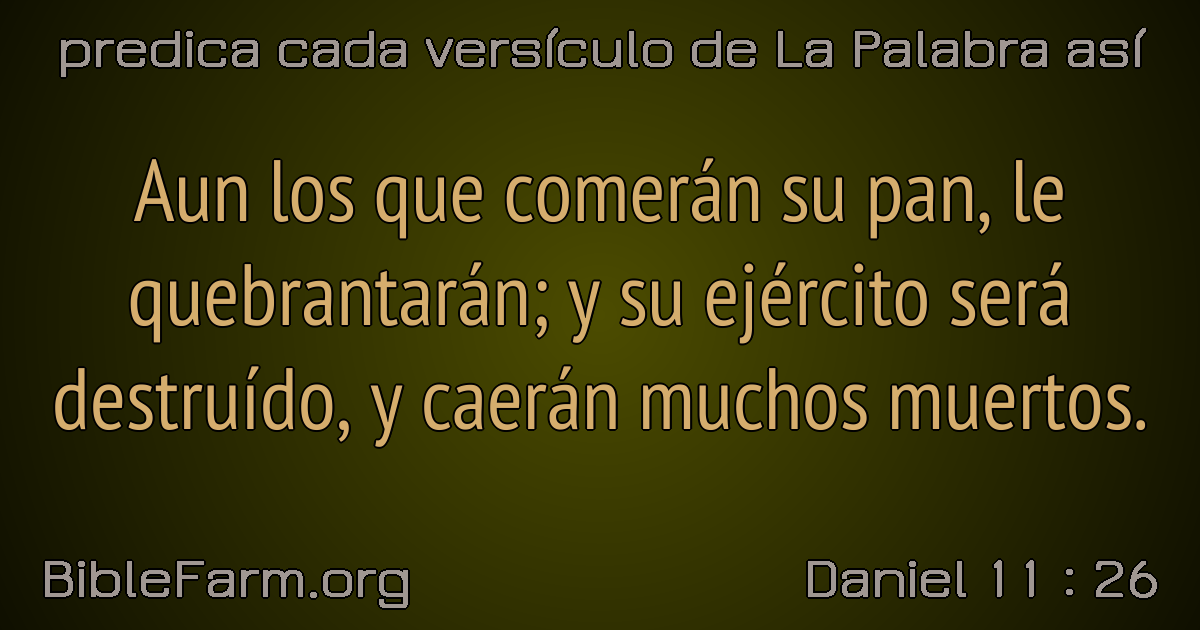 predica cada versículo de La Palabra así
Aun los que comerán su pan, le
quebrantarán; y su ejército será
destruído, y caerán muchos muertos.
BibleFarm.org
Daniel 11 : 26